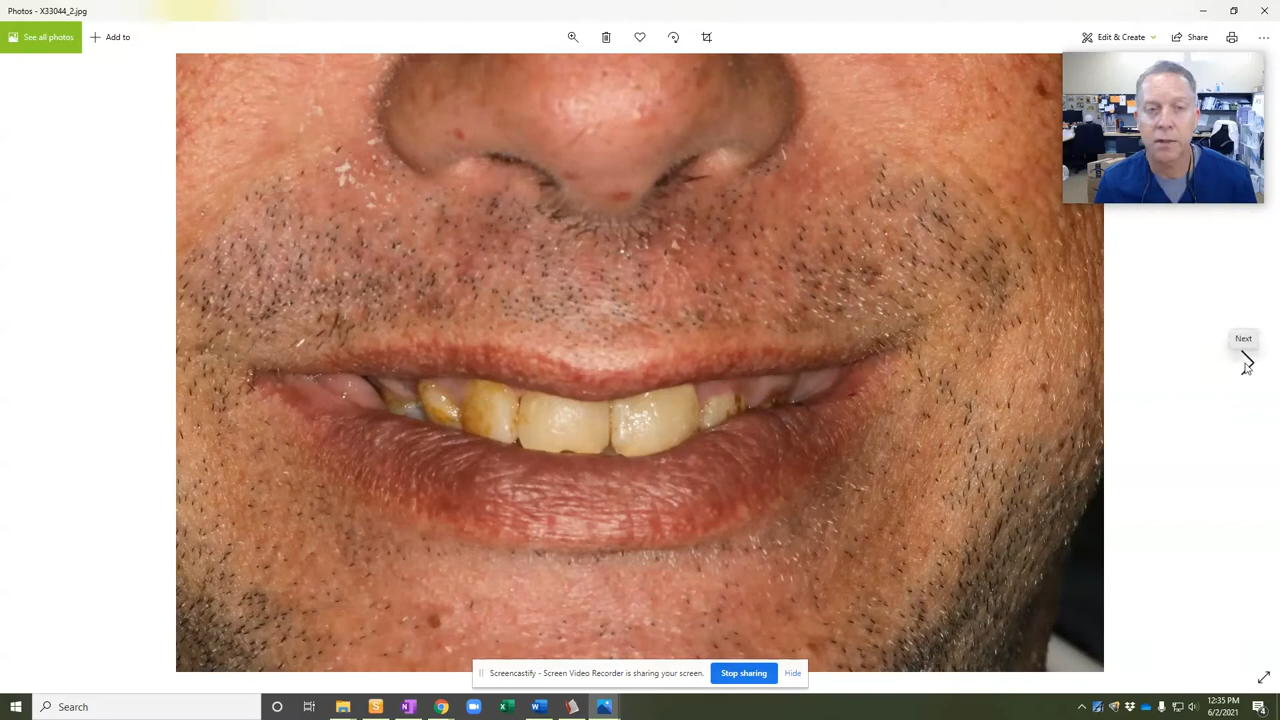 Photos - X33044_2.jpg
See all photos
Add to
Edit & Create
Share
Next
Screencastify - Screen Video Recorder is sharing your screen.
Stop sharing
Hide
Search
12:35 PM
6/2/2021
4